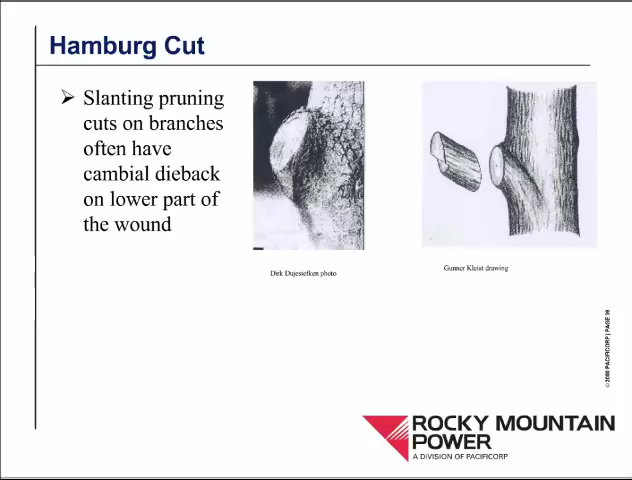 Hamburg Cut
➢ Slanting pruning
cuts on branches
often have
cambial dieback
on lower part of
the wound
Dirk Dujesiefken photo
Gunner Kleist drawing
© 2008 PACIFICORP | PAGE
ROCKY MOUNTAIN
POWER
A DIVISION OF PACIFICORP